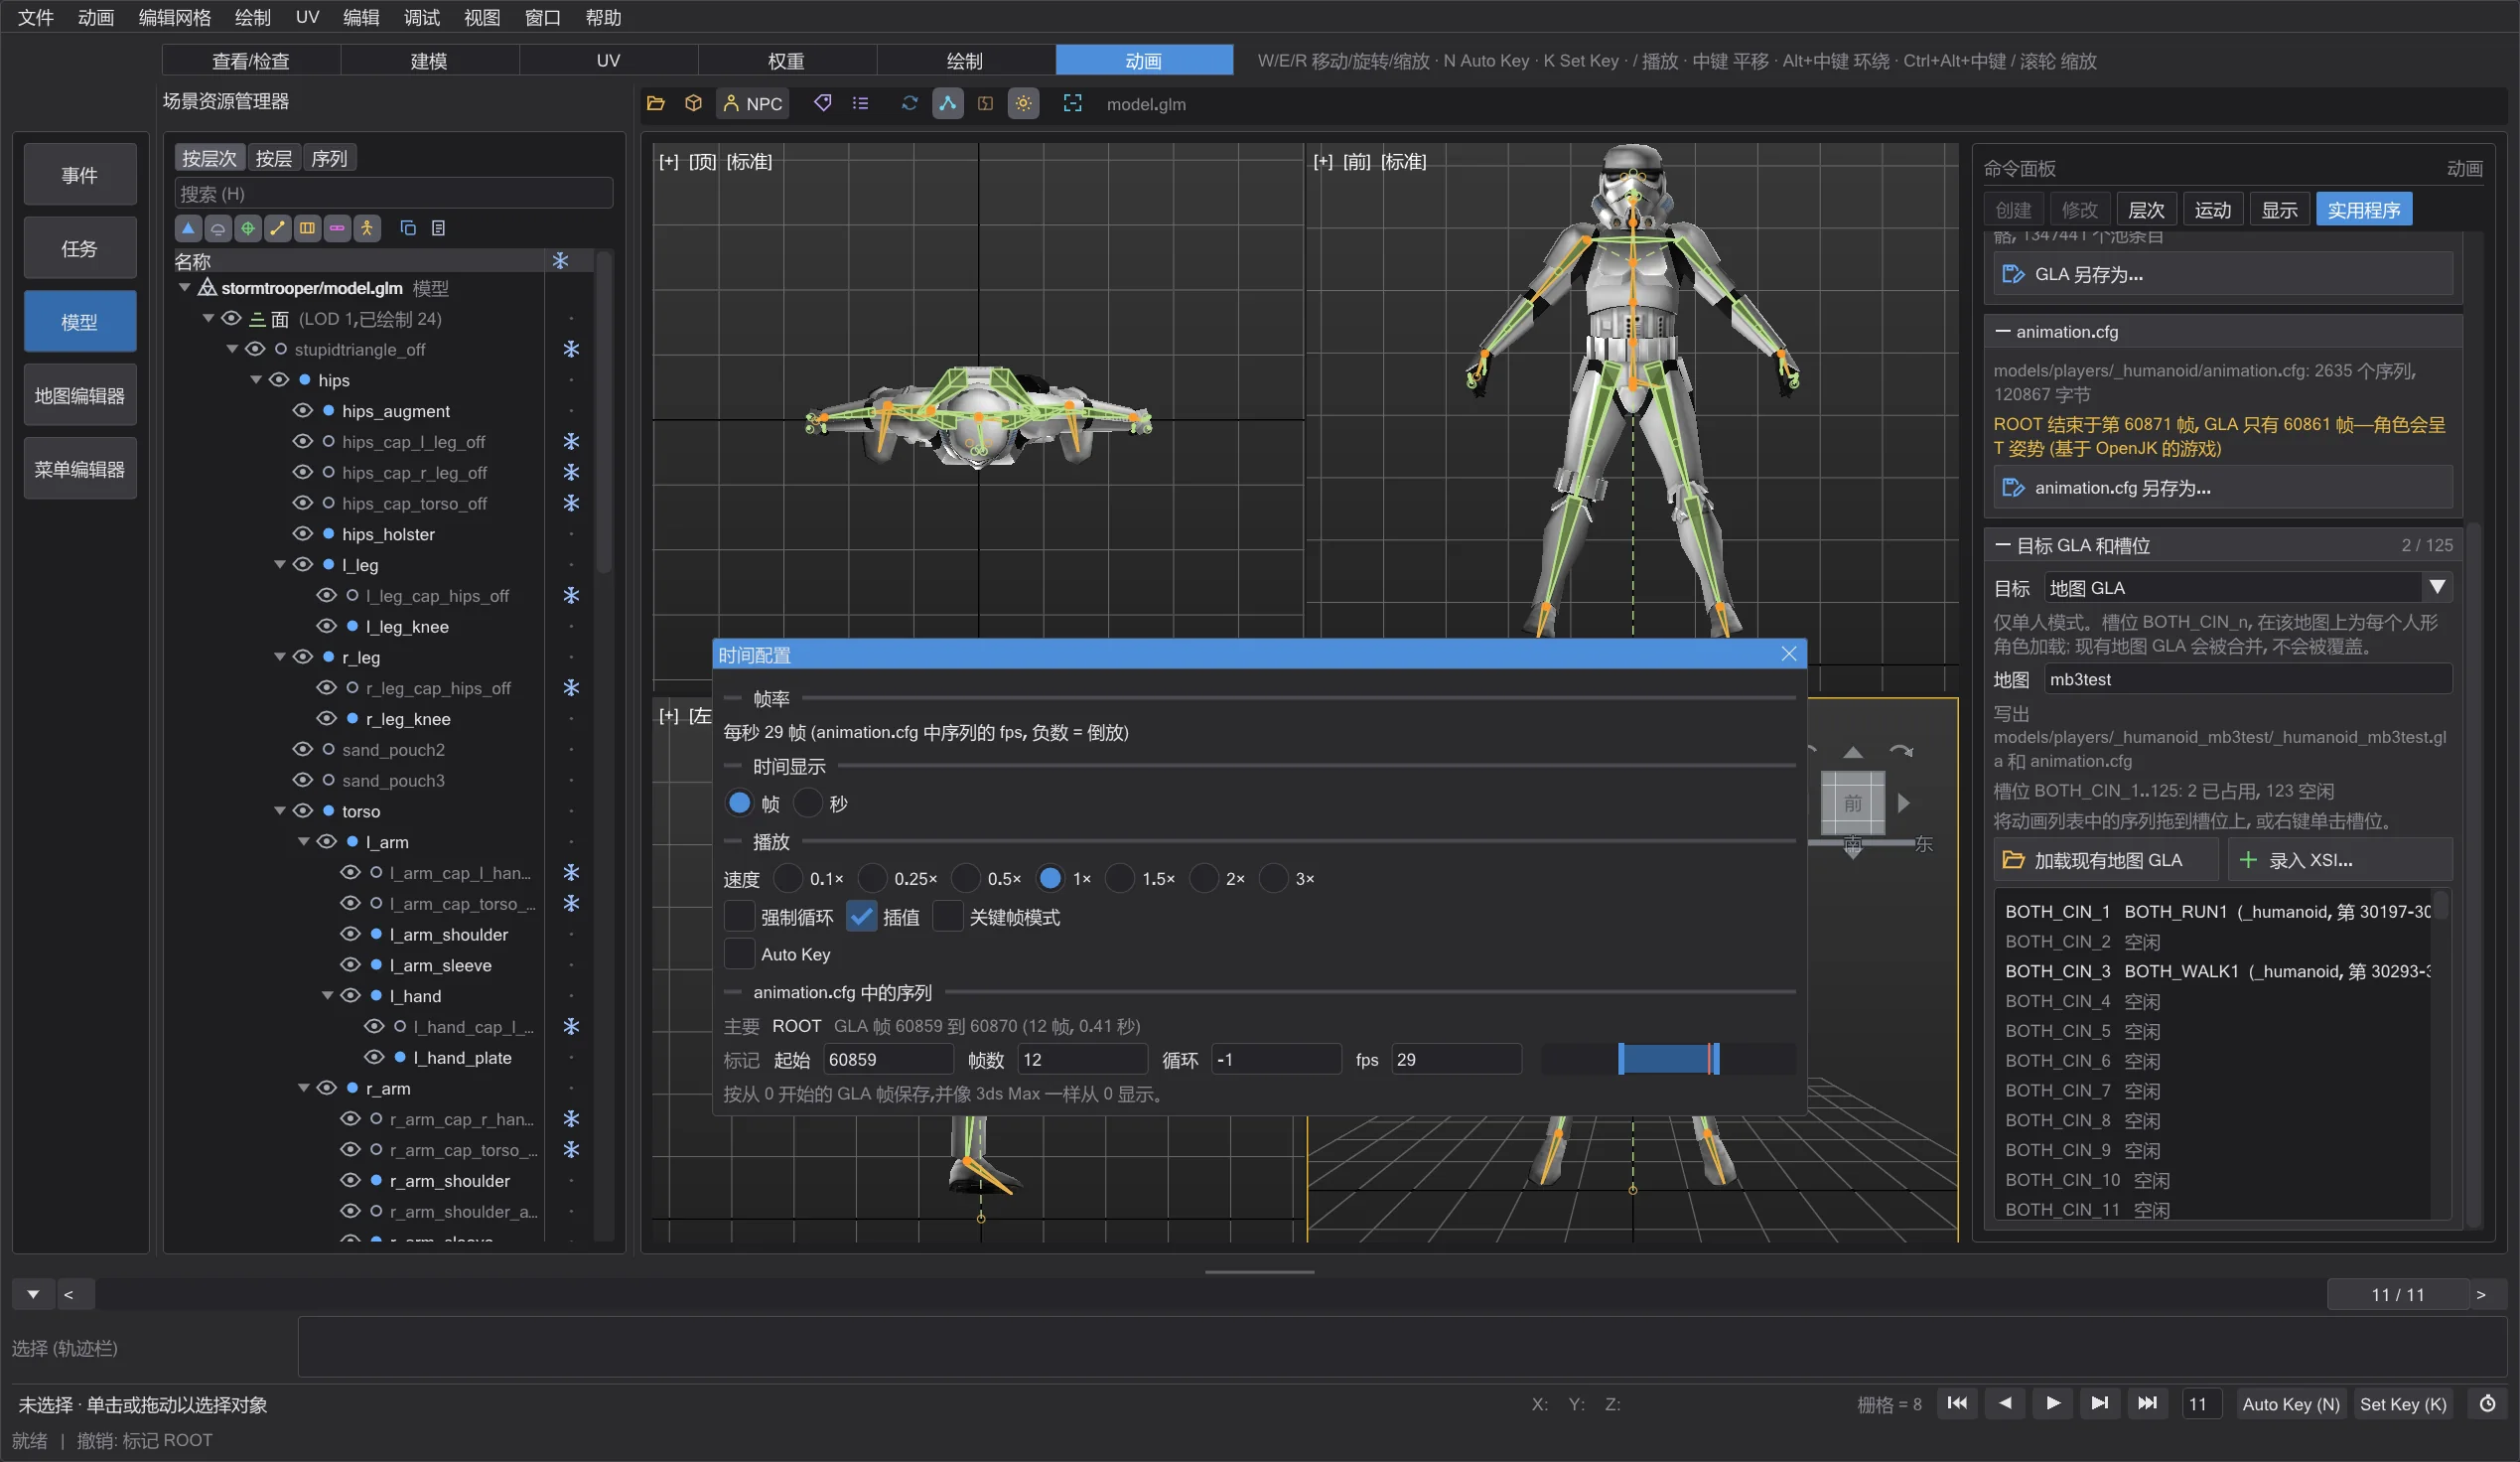 文件 动画 编辑网格 绘制 UV 编辑 调试 视图 窗口 帮助
查看/检查 建模 UV 权重 绘制 动画 W/E/R 移动/旋转/缩放 · N Auto Key · K Set Key · / 播放 · 中键 平移 · Alt+中键 环绕 · Ctrl+Alt+中键 / 滚轮 缩放
场景资源管理器
NPC model.glm
事件
任务
模型
地图编辑器
菜单编辑器
按层次 按层 序列
搜索 (H)
名称
stormtrooper/model.glm 模型
面 (LOD 1,已绘制 24)
stupidtriangle_off
hips
hips_augment
hips_cap_l_leg_off
hips_cap_r_leg_off
hips_cap_torso_off
hips_holster
l_leg
l_leg_cap_hips_off
l_leg_knee
r_leg
r_leg_cap_hips_off
r_leg_knee
sand_pouch2
sand_pouch3
torso
l_arm
l_arm_cap_l_han...
l_arm_cap_torso_...
l_arm_shoulder
l_arm_sleeve
l_hand
l_hand_cap_l_...
l_hand_plate
r_arm
r_arm_cap_r_han...
r_arm_cap_torso_...
r_arm_shoulder
r_arm_shoulder_a...
r_arm_sleeve
[+] [顶] [标准]
[+] [前] [标准]
[+] [左
前
南 东
时间配置
帧率
每秒 29 帧 (animation.cfg 中序列的 fps, 负数 = 倒放)
时间显示
帧 秒
播放
速度 0.1× 0.25× 0.5× 1× 1.5× 2× 3×
强制循环 插值 关键帧模式
Auto Key
animation.cfg 中的序列
主要 ROOT GLA 帧 60859 到 60870 (12 帧, 0.41 秒)
标记 起始 60859 帧数 12 循环 -1 fps 29
按从 0 开始的 GLA 帧保存,并像 3ds Max 一样从 0 显示。
命令面板 动画
创建 修改 层次 运动 显示 实用程序
骼, 1347441 个池条目
GLA 另存为...
animation.cfg
models/players/_humanoid/animation.cfg: 2635 个序列,
120867 字节
ROOT 结束于第 60871 帧, GLA 只有 60861 帧—角色会呈
T 姿势 (基于 OpenJK 的游戏)
animation.cfg 另存为...
目标 GLA 和槽位 2 / 125
目标 地图 GLA
仅单人模式。槽位 BOTH_CIN_n, 在该地图上为每个人形
角色加载; 现有地图 GLA 会被合并, 不会被覆盖。
地图 mb3test
写出
models/players/_humanoid_mb3test/_humanoid_mb3test.gl
a 和 animation.cfg
槽位 BOTH_CIN_1..125: 2 已占用, 123 空闲
将动画列表中的序列拖到槽位上, 或右键单击槽位。
加载现有地图 GLA 录入 XSI...
BOTH_CIN_1 BOTH_RUN1 (_humanoid, 第 30197-30
BOTH_CIN_2 空闲
BOTH_CIN_3 BOTH_WALK1 (_humanoid, 第 30293-3
BOTH_CIN_4 空闲
BOTH_CIN_5 空闲
BOTH_CIN_6 空闲
BOTH_CIN_7 空闲
BOTH_CIN_8 空闲
BOTH_CIN_9 空闲
BOTH_CIN_10 空闲
BOTH_CIN_11 空闲
< 11 / 11 >
选择 (轨迹栏)
未选择 · 单击或拖动以选择对象 X: Y: Z: 栅格 = 8 11 Auto Key (N) Set Key (K)
就绪 | 撤销: 标记 ROOT